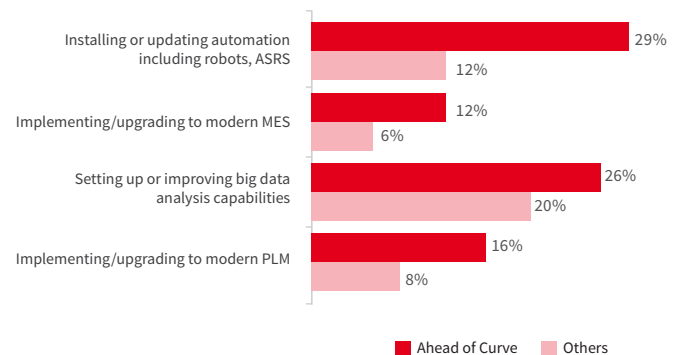 Installing or updating automation
including robots, ASRS
29%
12%
Implementing/upgrading to modern MES
12%
6%
Setting up or improving big data
analysis capabilities
26%
20%
Implementing/upgrading to modern PLM
16%
8%
Ahead of Curve
Others